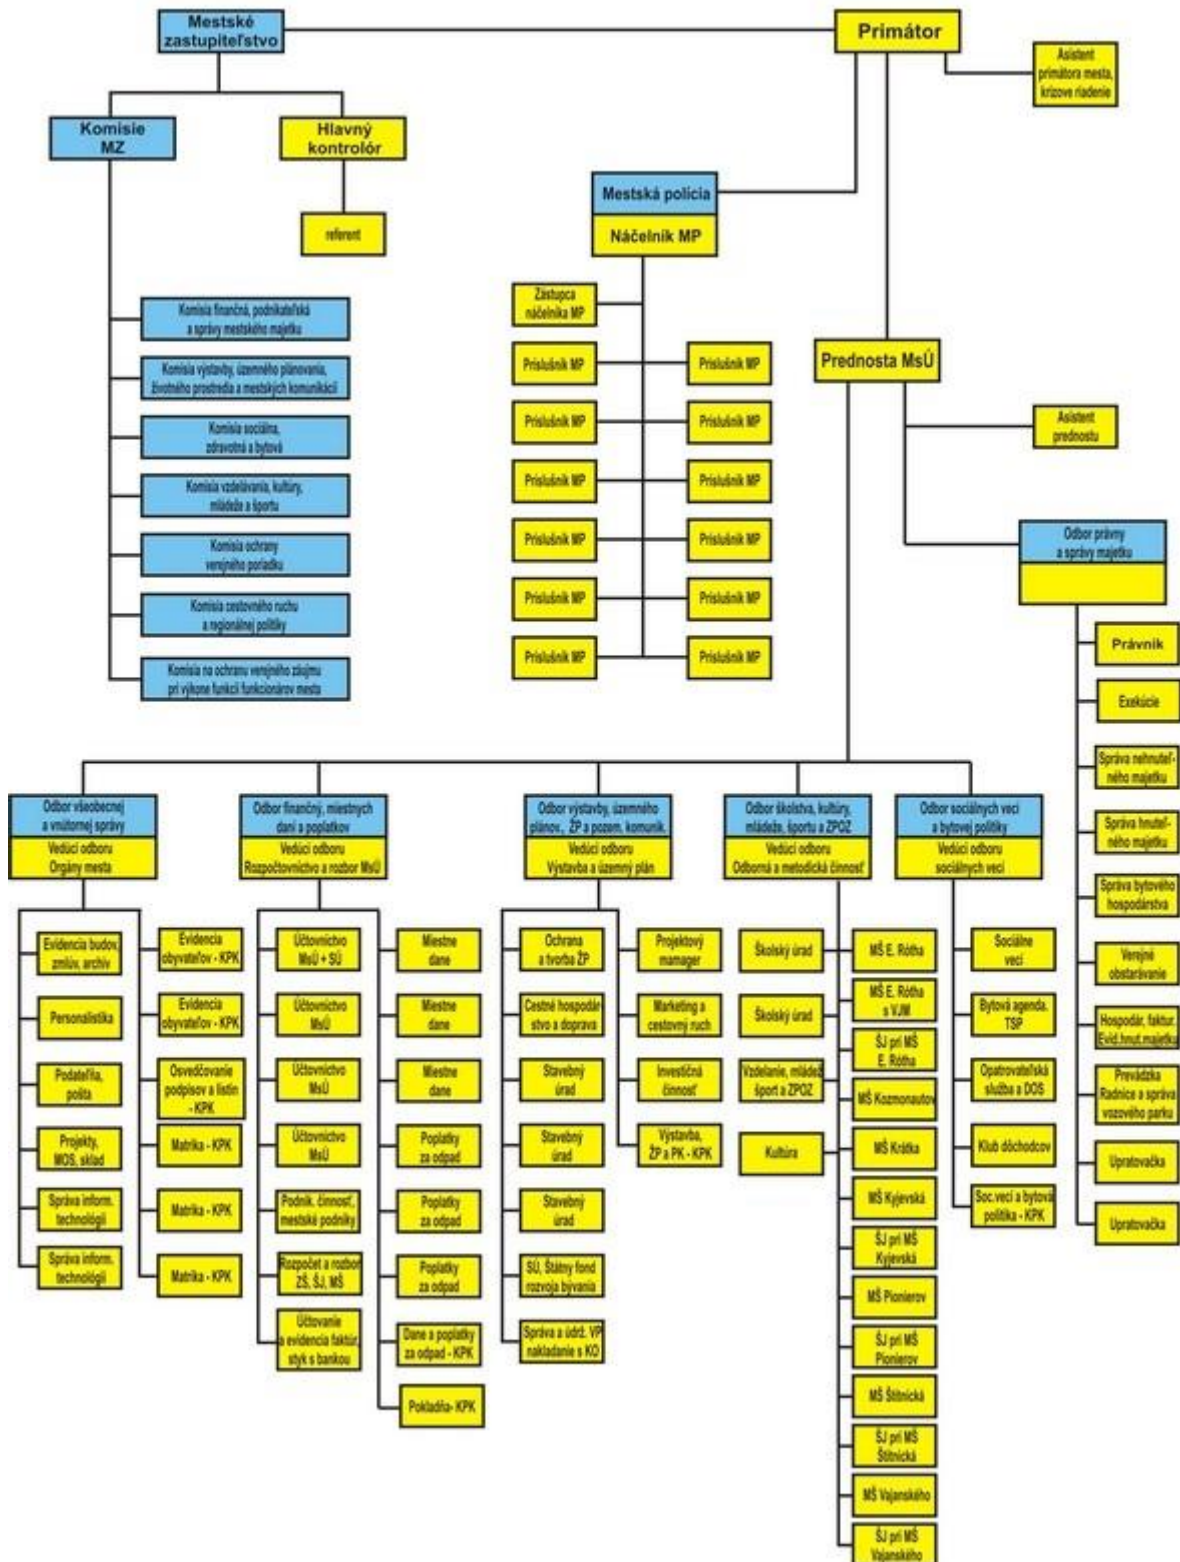 Mestské
zastupiteľstvo
Primátor
Asistent
primátora mesta,
krízove riadenie
Komisie
MZ
Hlavný
kontrolór
referent
Mestská polícia
Náčelník MP
Komisia finančná, podnikateľská
a správy mestského majetku
Komisia výstavby, územného plánovania,
životného prostredia a mestských komunikácií
Komisia sociálna,
zdravotná a bytová
Komisia vzdelávania, kultúry,
mládeže a športu
Komisia ochrany
verejného poriadku
Komisia cestovného ruchu
a regionálnej politiky
Komisia na ochranu verejného záujmu
pri výkone funkcií funkcionárov mesta
Zástupca
náčelníka MP
Príslušník MP
Príslušník MP
Príslušník MP
Príslušník MP
Príslušník MP
Príslušník MP
Príslušník MP
Príslušník MP
Príslušník MP
Príslušník MP
Príslušník MP
Príslušník MP
Prednosta MsÚ
Asistent
prednostu
Odbor právny
a správy majetku
Právnik
Exekúcie
Správa nehnuteľ-
ného majetku
Správa hnuteľ-
ného majetku
Správa bytového
hospodárstva
Verejné
obstarávanie
Hospodár, faktur.
Evid.hnut.majetku
Prevádzka
Radnice a správa
vozového parku
Upratovačka
Upratovačka
Odbor všeobecnej
a vnútornej správy
Vedúci odboru
Orgány mesta
Evidencia budov,
zmlúv, archív
Personalistika
Podateľňa,
pošta
Projekty,
MOS, sklad
Správa inform.
technológií
Správa inform.
technológií
Evidencia
obyvateľov - KPK
Evidencia
obyvateľov - KPK
Osvedčovanie
podpisov a listín
- KPK
Matrika - KPK
Matrika - KPK
Matrika - KPK
Odbor finančný, miestnych
daní a poplatkov
Vedúci odboru
Rozpočtovníctvo a rozbor MsÚ
Účtovníctvo
MsÚ + SÚ
Účtovníctvo
MsÚ
Účtovníctvo
MsÚ
Účtovníctvo
MsÚ
Podnik. činnosť,
mestské podniky
Rozpočet a rozbor
ZŠ, ŠJ, MŠ
Účtovanie
a evidencia faktúr,
styk s bankou
Miestne
dane
Miestne
dane
Miestne
dane
Poplatky
za odpad
Poplatky
za odpad
Poplatky
za odpad
Dane a poplatky
za odpad - KPK
Pokladňa- KPK
Odbor výstavby, územného
plánov., ŽP a pozem. komuník.
Vedúci odboru
Výstavba a územný plán
Ochrana
a tvorba ŽP
Cestné hospodár-
stvo a doprava
Stavebný
úrad
Stavebný
úrad
Stavebný
úrad
SÚ, Štátny fond
rozvoja bývania
Správa a údrž. VP
nakladanie s KO
Projektový
manager
Marketing a
cestovný ruch
Investičná
činnosť
Výstavba,
ŽP a PK - KPK
Odbor školstva, kultúry,
mládeže, športu a ZPOZ
Vedúci odboru
Odborná a metodická činnosť
Školský úrad
Školský úrad
Vzdelanie, mládež
šport a ZPOZ
Kultúra
MŠ E. Rótha
MŠ E. Rótha
s VJM
ŠJ pri MŠ
E. Rótha
MŠ Kozmonautov
MŠ Krátka
MŠ Kyjevská
ŠJ pri MŠ
Kyjevská
MŠ Pionierov
ŠJ pri MŠ
Pionierov
MŠ Štítnická
ŠJ pri MŠ
Štítnická
MŠ Vajanského
ŠJ pri MŠ
Vajanského
Odbor sociálnych vecí
a bytovej politiky
Vedúci odboru
sociálnych vecí
Sociálne
veci
Bytová agenda.
TSP
Opatrovateľská
služba a DOS
Klub dôchodcov
Soc.veci a bytová
politika - KPK